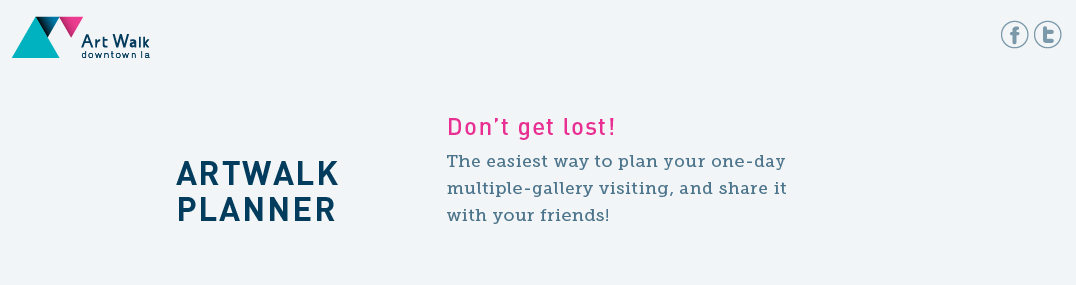 Art Walk
downtown la
Don't get lost!
The easiest way to plan your one-day
multiple-gallery visiting, and share it
with your friends!
ARTWALK
PLANNER